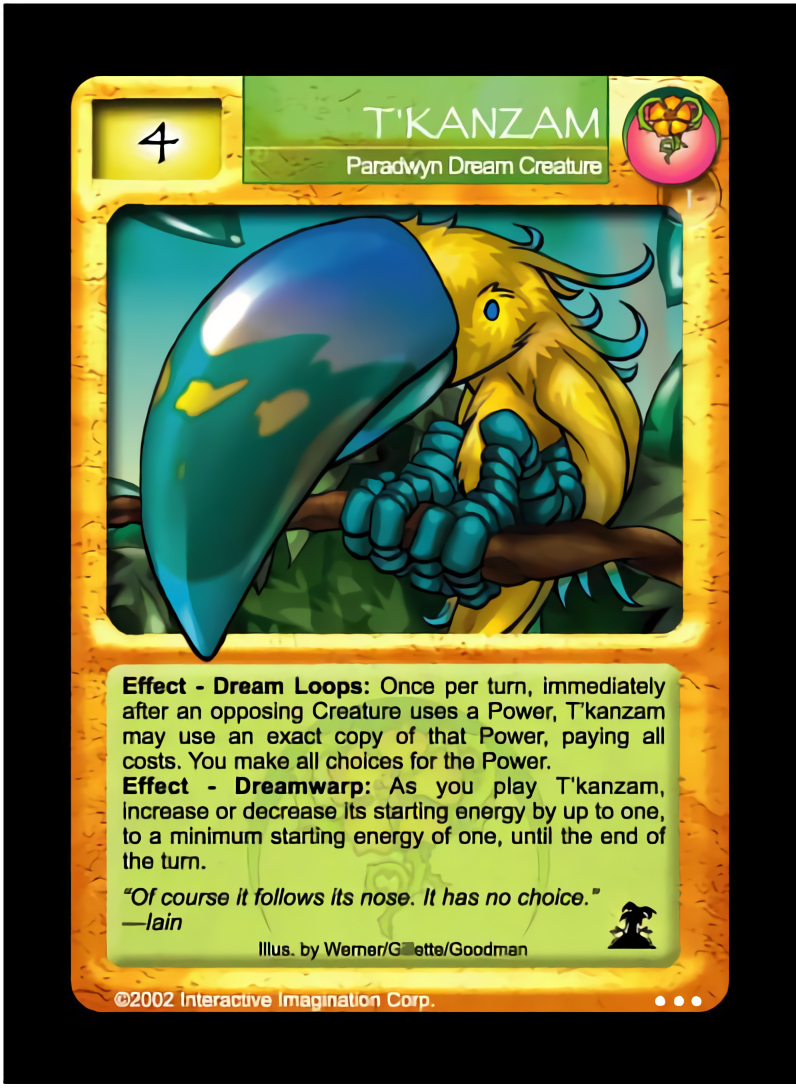 4
T'KANZAM
Paradwyn Dream Creature
1
Effect - Dream Loops: Once per turn, immediately
after an opposing Creature uses a Power, T'kanzam
may use an exact copy of that Power, paying all
costs. You make all choices for the Power.
Effect - Dreamwarp: As you play T'kanzam,
increase or decrease its starting energy by up to one,
to a minimum starting energy of one, until the end of
the turn.
"Of course it follows its nose. It has no choice."
—Iain
Illus. by /Goodman
©2002 Interactive Imagination Corp.